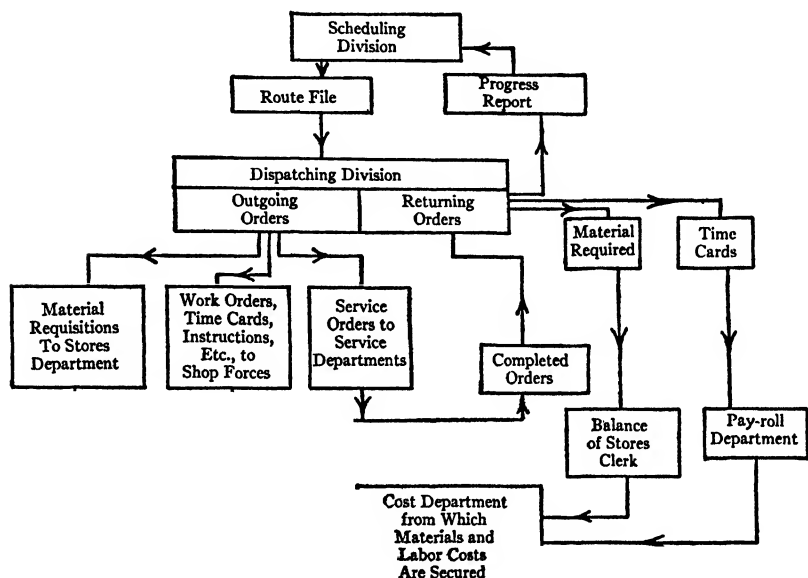 Scheduling
Division
Route File
Progress
Report
Dispatching Division
Outgoing
Orders
Returning
Orders
Material
Required
Time
Cards
Material
Requisitions
To Stores
Department
Work Orders,
Time Cards,
Instructions,
Etc., to
Shop Forces
Service
Orders to
Service
Departments
Completed
Orders
Balance
of Stores
Clerk
Pay-roll
Department
Cost Department
from Which
Materials and
Labor Costs
Are Secured